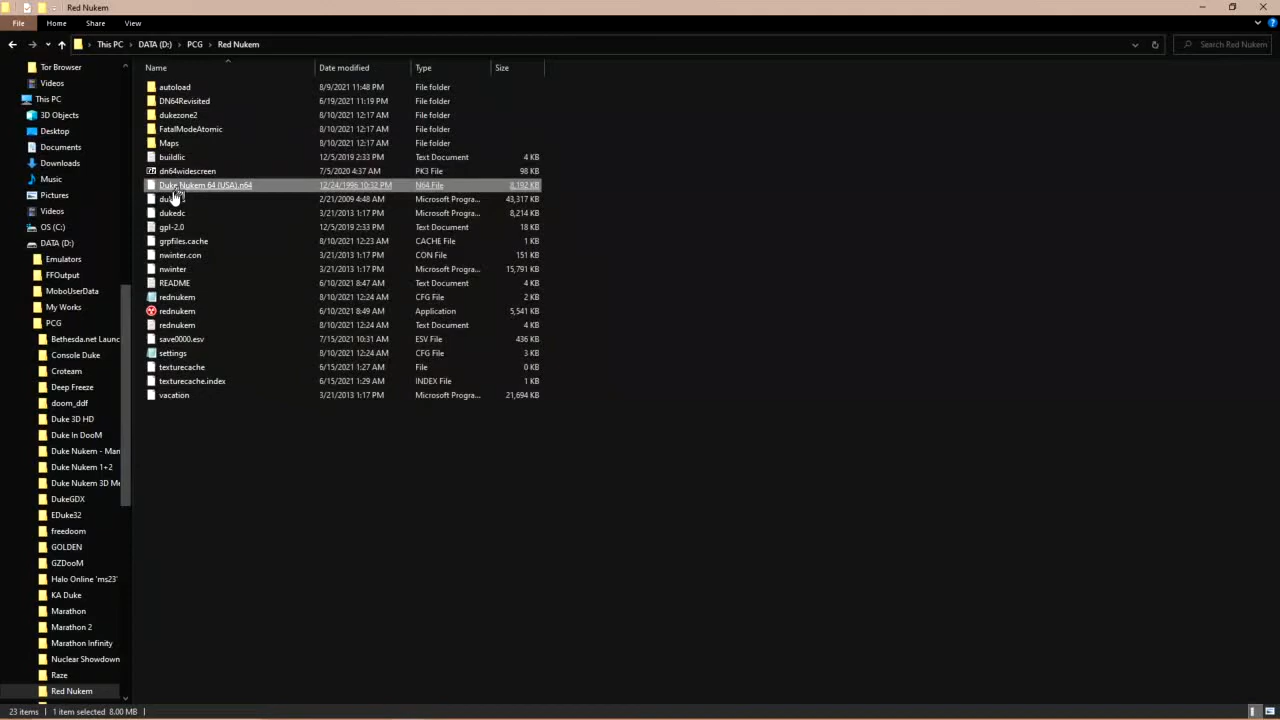 Red Nukem
File Home Share View
This PC DATA (D:) PCG Red Nukem Search Red Nukem
Name Date modified Type Size
Tor Browser
Videos
This PC
3D Objects
Desktop
Documents
Downloads
Music
Pictures
Videos
OS (C:)
DATA (D:)
Emulators
FFOutput
MoboUserData
My Works
PCG
Bethesda.net Launc
Console Duke
Croteam
Deep Freeze
doom_ddf
Duke 3D HD
Duke In DooM
Duke Nukem - Man
Duke Nukem 1+2
Duke Nukem 3D Me
DukeGDX
EDuke32
freedoom
GOLDEN
GZDooM
Halo Online 'ms23'
KA Duke
Marathon
Marathon 2
Marathon Infinity
Nuclear Showdown
Raze
Red Nukem
autoload 8/9/2021 11:48 PM File folder
DN64Revisited 6/19/2021 11:19 PM File folder
dukezone2 8/10/2021 12:17 AM File folder
FatalModeAtomic 8/10/2021 12:17 AM File folder
Maps 8/10/2021 12:17 AM File folder
buildlic 12/5/2019 2:33 PM Text Document 4 KB
dn64widescreen 7/5/2020 4:37 AM PK3 File 98 KB
Duke Nukem 64 (USA).n64 12/24/1996 10:32 PM N64 File 8,192 KB
2/21/2009 4:48 AM Microsoft Progra... 43,317 KB
dukedc 3/21/2013 1:17 PM Microsoft Progra... 8,214 KB
gpl-2.0 12/5/2019 2:33 PM Text Document 18 KB
grpfiles.cache 8/10/2021 12:23 AM CACHE File 1 KB
nwinter.con 3/21/2013 1:17 PM CON File 151 KB
nwinter 3/21/2013 1:17 PM Microsoft Progra... 15,791 KB
README 6/10/2021 8:47 AM Text Document 4 KB
rednukem 8/10/2021 12:24 AM CFG File 2 KB
rednukem 6/10/2021 8:49 AM Application 5,541 KB
rednukem 8/10/2021 12:24 AM Text Document 4 KB
save0000.esv 7/15/2021 10:31 AM ESV File 436 KB
settings 8/10/2021 12:24 AM CFG File 3 KB
texturecache 6/15/2021 1:27 AM File 0 KB
texturecache.index 6/15/2021 1:29 AM INDEX File 1 KB
vacation 3/21/2013 1:17 PM Microsoft Progra... 21,694 KB
23 items 1 item selected 8.00 MB